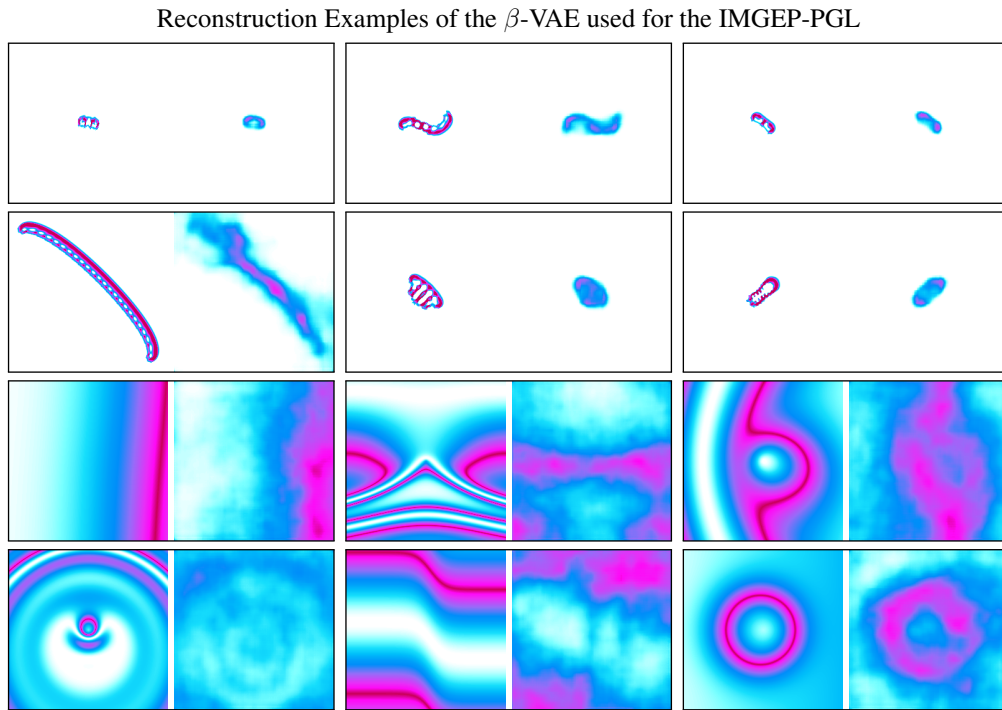 Reconstruction Examples of the β-VAE used for the IMGEP-PGL